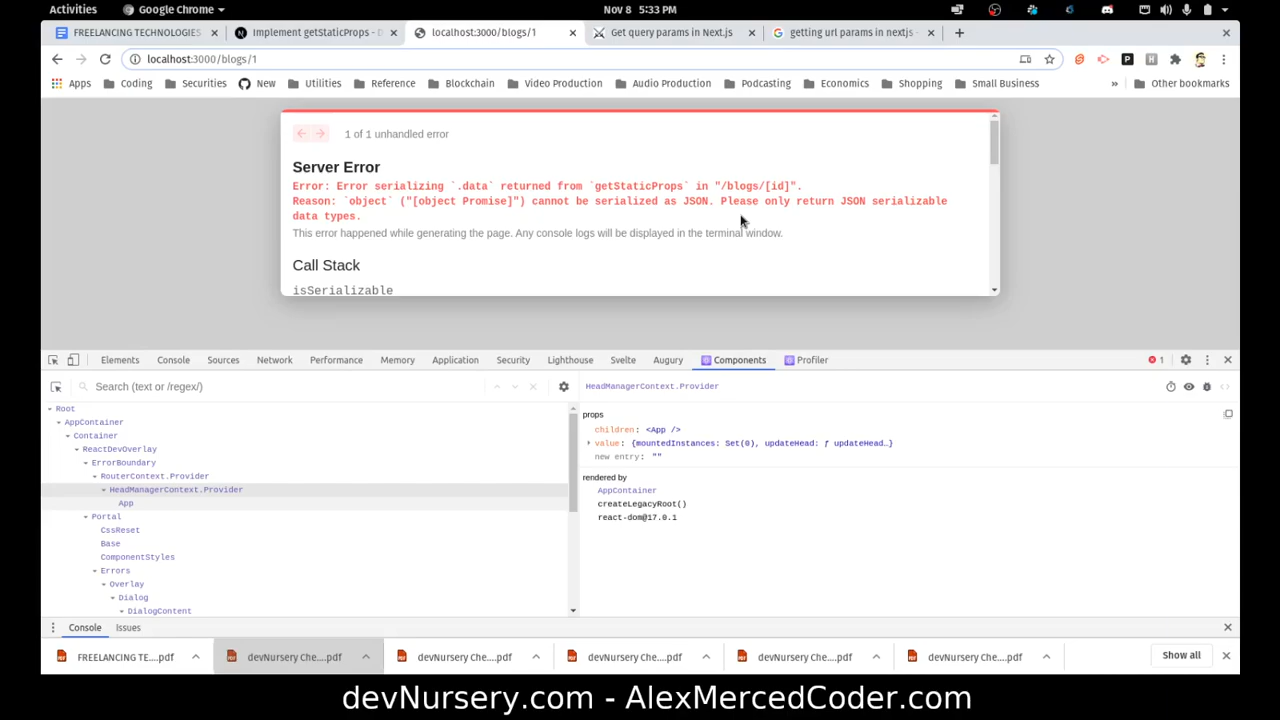 Activities
Google Chrome
Nov 8 5:33 PM
FREELANCING TECHNOLOGIES
Implement getStaticProps - D
localhost:3000/blogs/1
Get query params in Next.js
getting url params in nextjs -
localhost:3000/blogs/1
Apps
Coding
Securities
New
Utilities
Reference
Blockchain
Video Production
Audio Production
Podcasting
Economics
Shopping
Small Business
»
Other bookmarks
1 of 1 unhandled error
Server Error
Error: Error serializing `.data` returned from `getStaticProps` in "/blogs/[id]".
Reason: `object` ("[object Promise]") cannot be serialized as JSON. Please only return JSON serializable
data types.
This error happened while generating the page. Any console logs will be displayed in the terminal window.
Call Stack
isSerializable
Elements
Console
Sources
Network
Performance
Memory
Application
Security
Lighthouse
Svelte
Augury
Components
Profiler
1
Search (text or /regex/)
HeadManagerContext.Provider
Root
AppContainer
Container
ReactDevOverlay
ErrorBoundary
RouterContext.Provider
HeadManagerContext.Provider
App
Portal
CssReset
Base
ComponentStyles
Errors
Overlay
Dialog
DialogContent
props
children: <App />
value: {mountedInstances: Set(0), updateHead: ƒ updateHead…}
new entry: ""
rendered by
AppContainer
createLegacyRoot()
react-dom@17.0.1
Console
Issues
FREELANCING TE....pdf
devNursery Che....pdf
devNursery Che....pdf
devNursery Che....pdf
devNursery Che....pdf
devNursery Che....pdf
Show all
devNursery.com - AlexMercedCoder.com